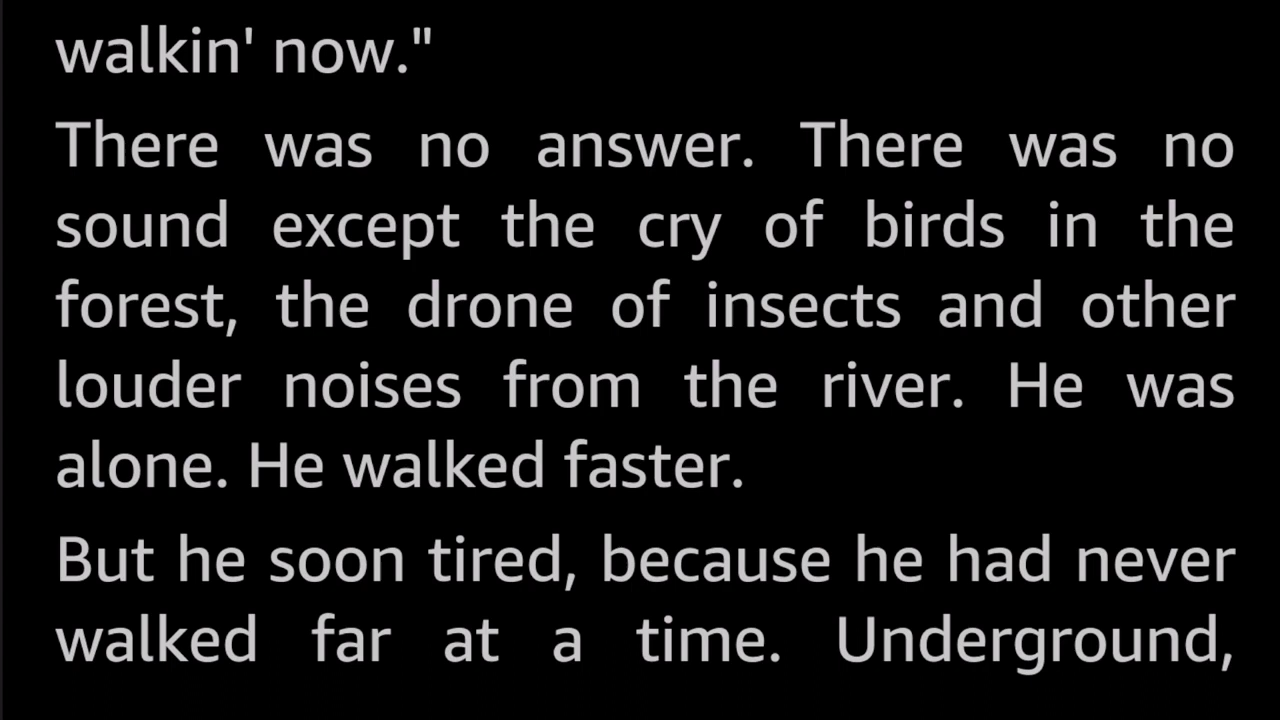 walkin' now."
There was no answer. There was no
sound except the cry of birds in the
forest, the drone of insects and other
louder noises from the river. He was
alone. He walked faster.
But he soon tired, because he had never
walked far at a time. Underground,